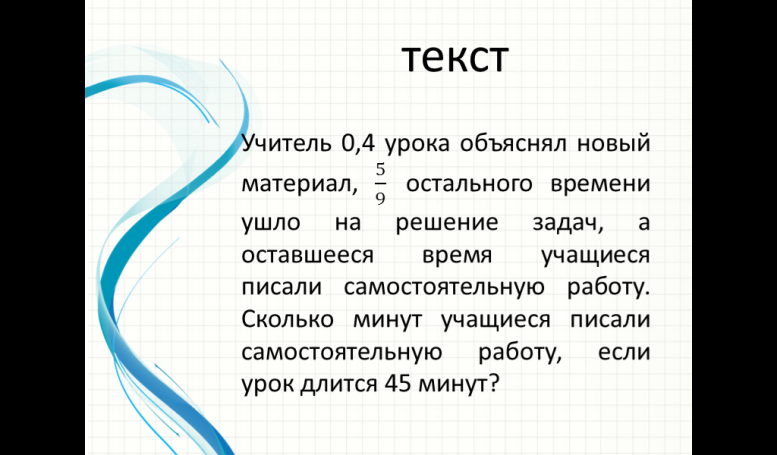 текст
Учитель 0,4 урока объяснял новый
материал, 5/9 остального времени
ушло на решение задач, а
оставшееся время учащиеся
писали самостоятельную работу.
Сколько минут учащиеся писали
самостоятельную работу, если
урок длится 45 минут?